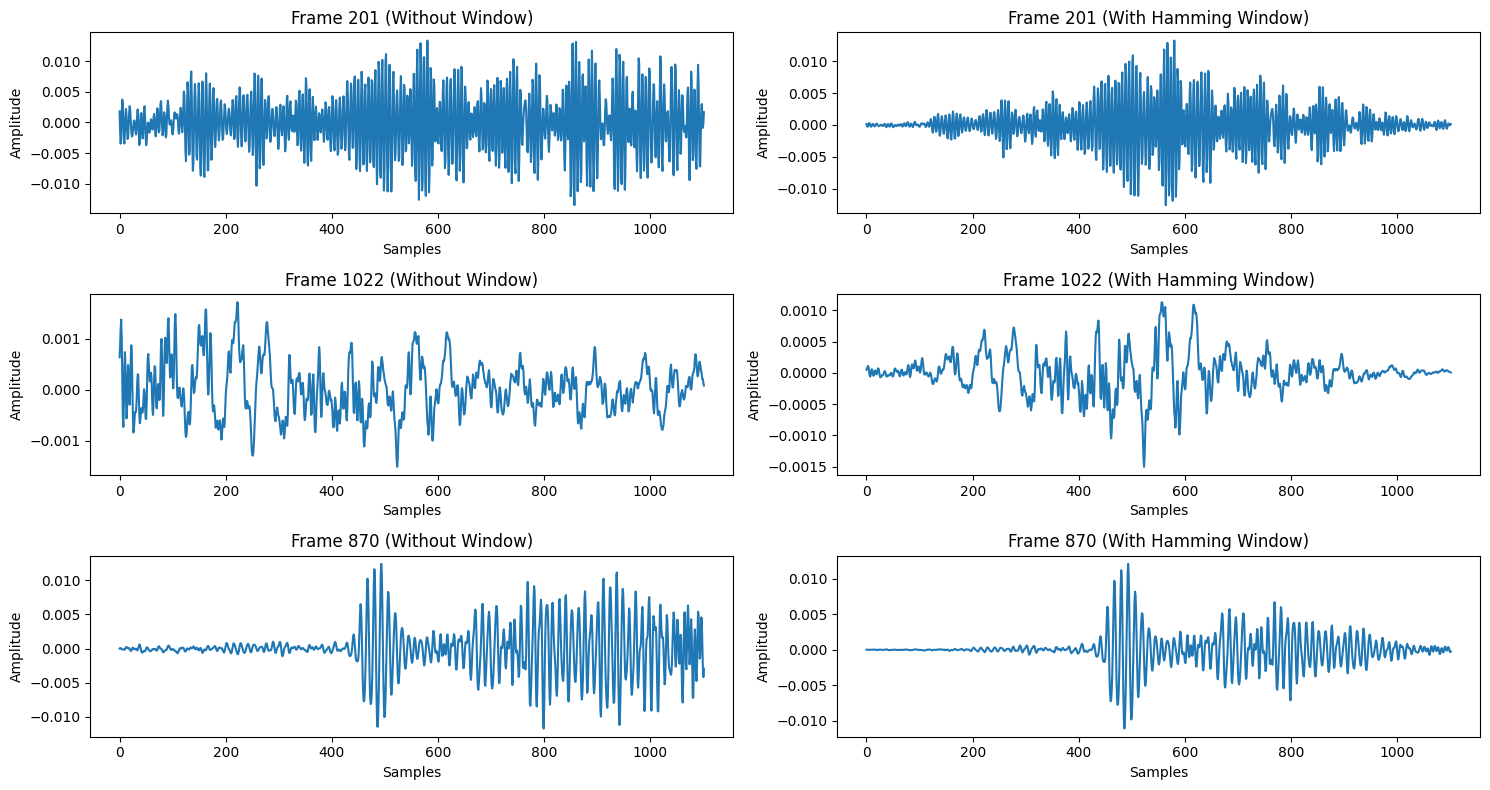 Frame 201 (Without Window)
0.010
0.005
0.000
−0.005
−0.010
Amplitude
0 200 400 600 800 1000
Samples
Frame 201 (With Hamming Window)
0.010
0.005
0.000
−0.005
−0.010
Amplitude
0 200 400 600 800 1000
Samples
Frame 1022 (Without Window)
0.001
0.000
−0.001
Amplitude
0 200 400 600 800 1000
Samples
Frame 1022 (With Hamming Window)
0.0010
0.0005
0.0000
−0.0005
−0.0010
−0.0015
Amplitude
0 200 400 600 800 1000
Samples
Frame 870 (Without Window)
0.010
0.005
0.000
−0.005
−0.010
Amplitude
0 200 400 600 800 1000
Samples
Frame 870 (With Hamming Window)
0.010
0.005
0.000
−0.005
−0.010
Amplitude
0 200 400 600 800 1000
Samples